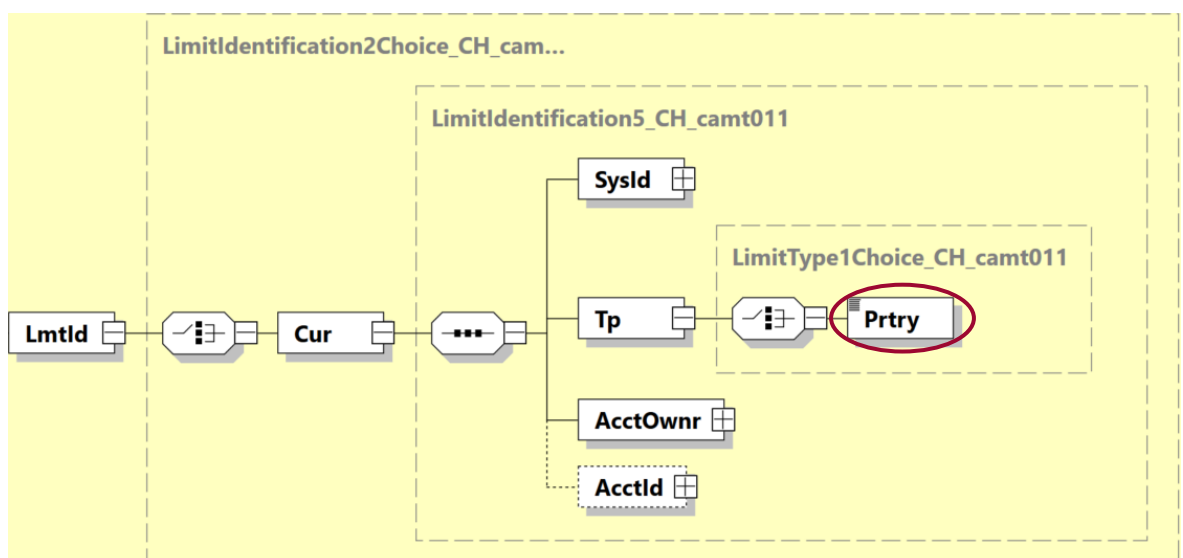 LimitIdentification2Choice_CH_cam...
LimitIdentification5_CH_camt011
SysId
LimitType1Choice_CH_camt011
LmtId
Cur
Tp
Prtry
AcctOwnr
AcctId